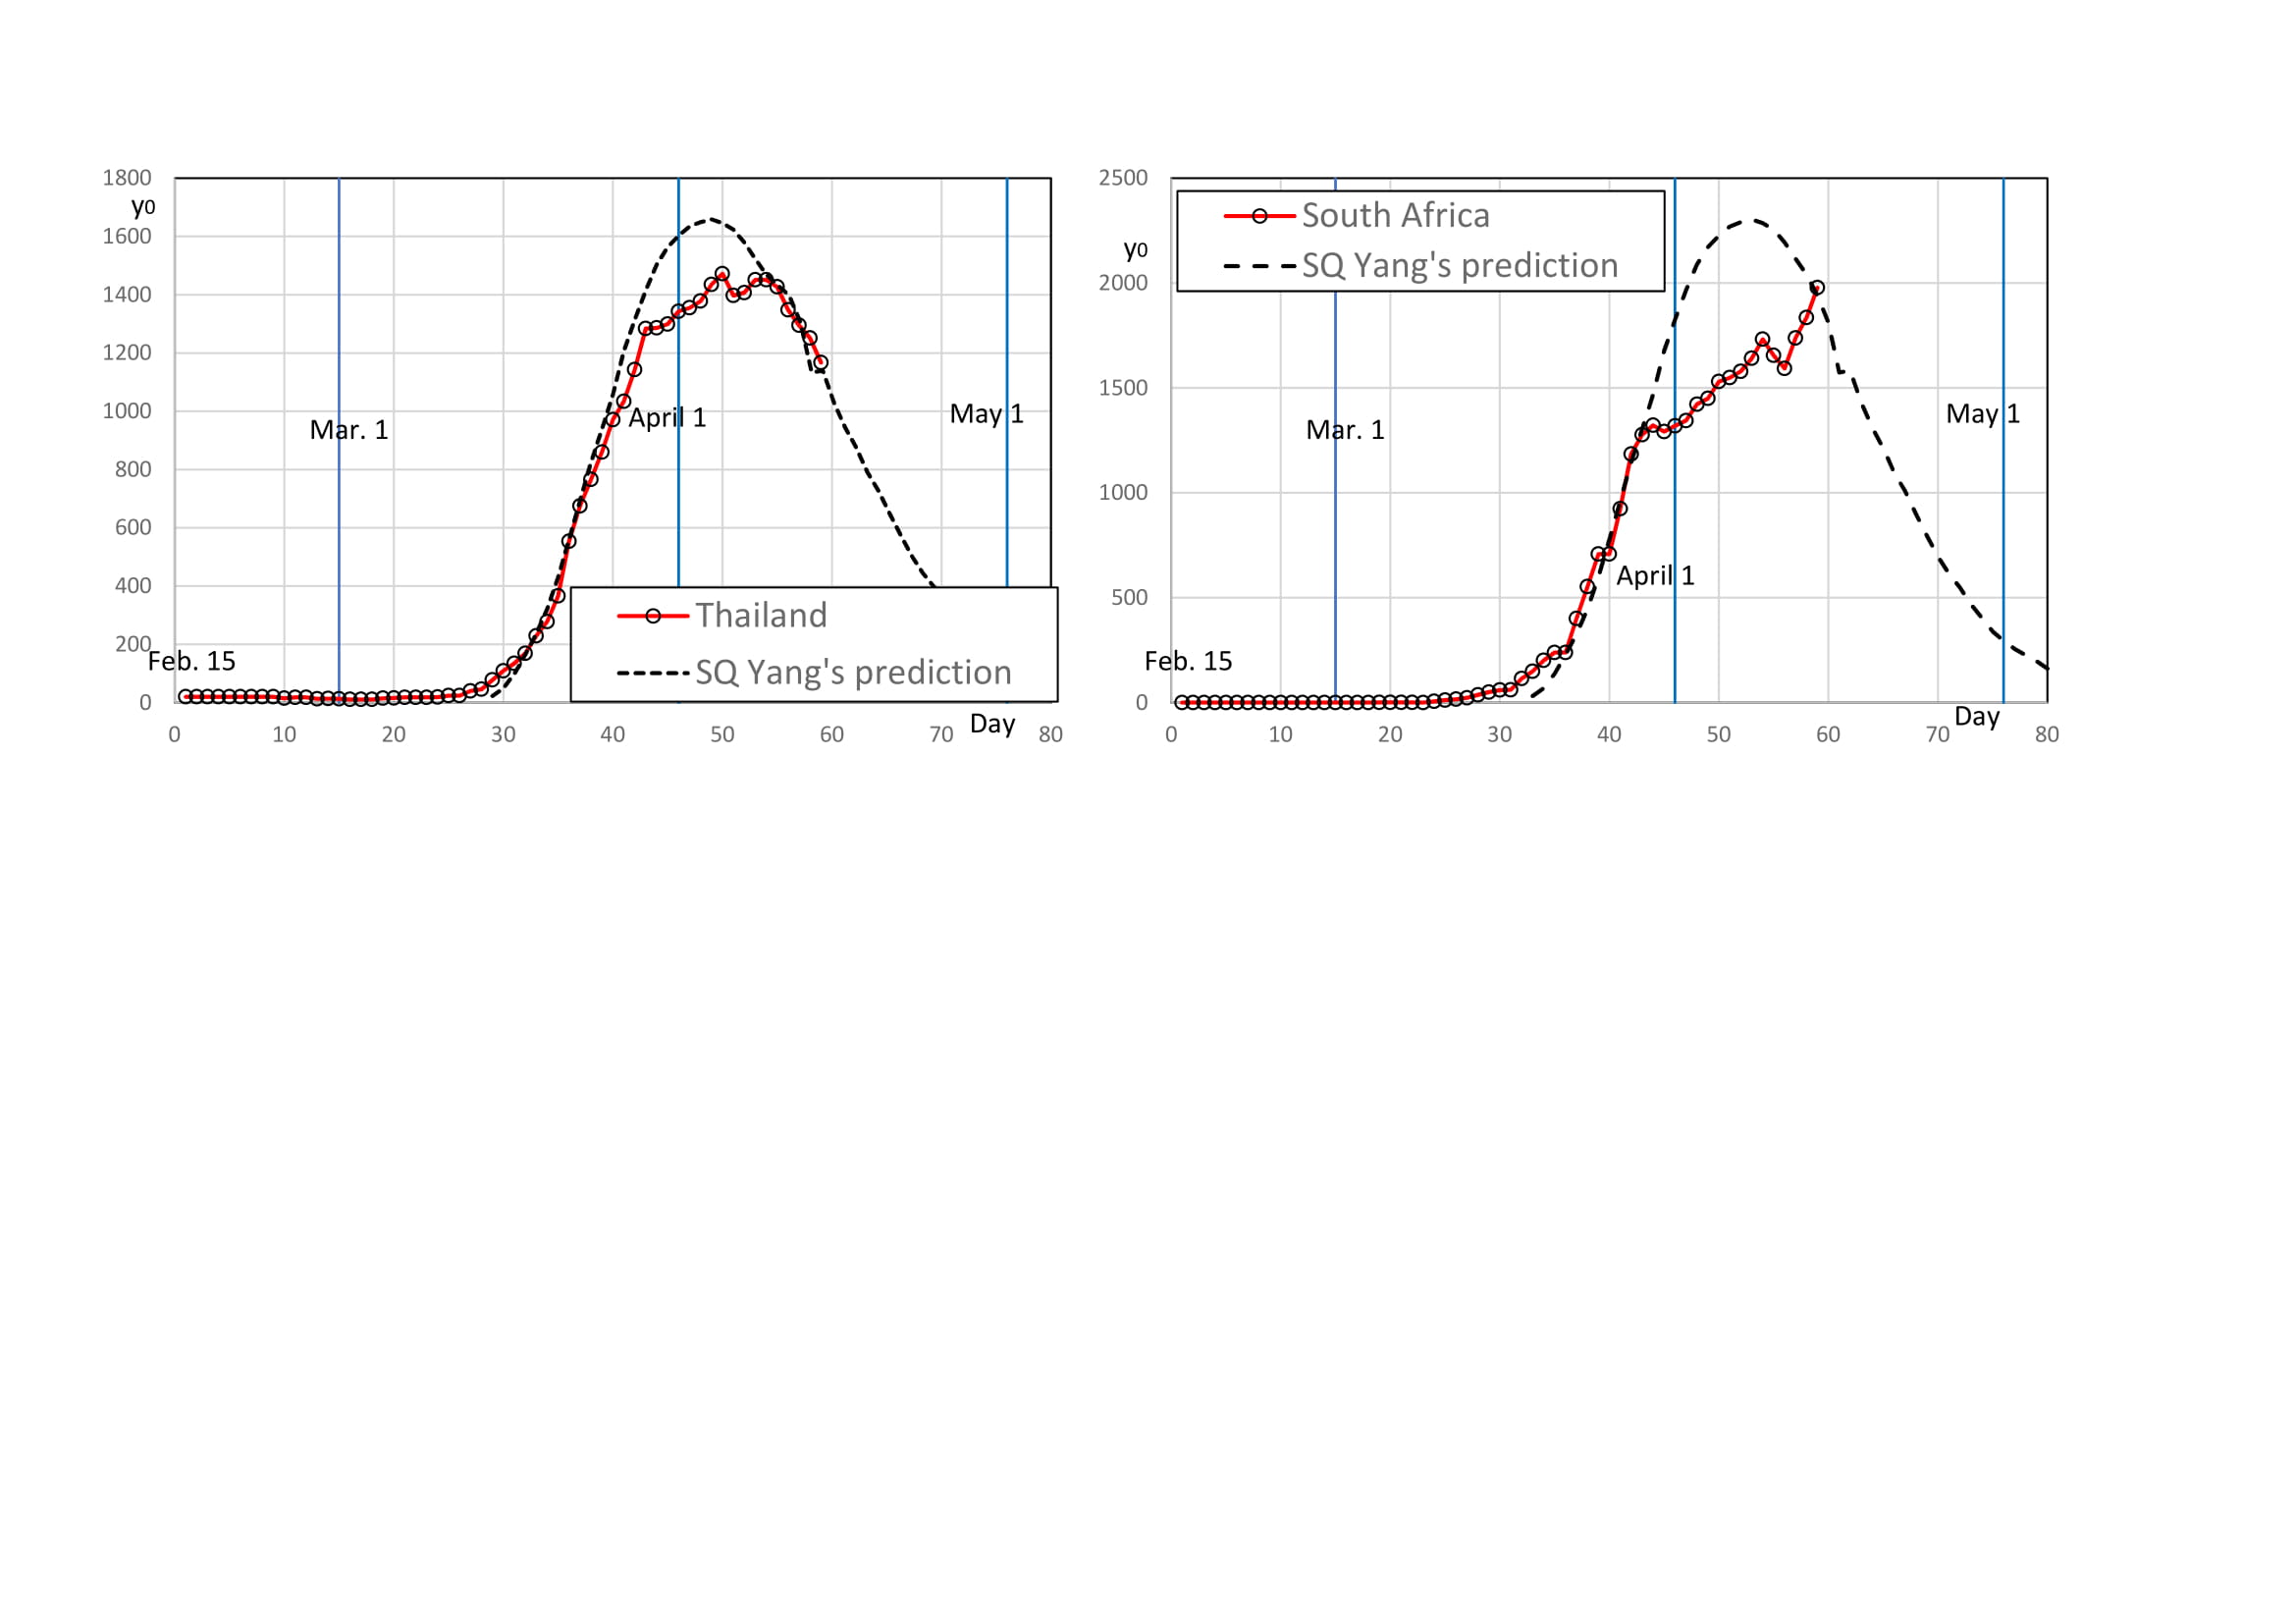 1800
y0
1600
1400
1200
1000
800
600
400
200
0
Feb. 15
Mar. 1
April 1
May 1
Thailand
SQ Yang's prediction
Day
0 10 20 30 40 50 60 70 80
2500
y0
2000
1500
1000
500
0
South Africa
SQ Yang's prediction
Feb. 15
Mar. 1
April 1
May 1
Day
0 10 20 30 40 50 60 70 80